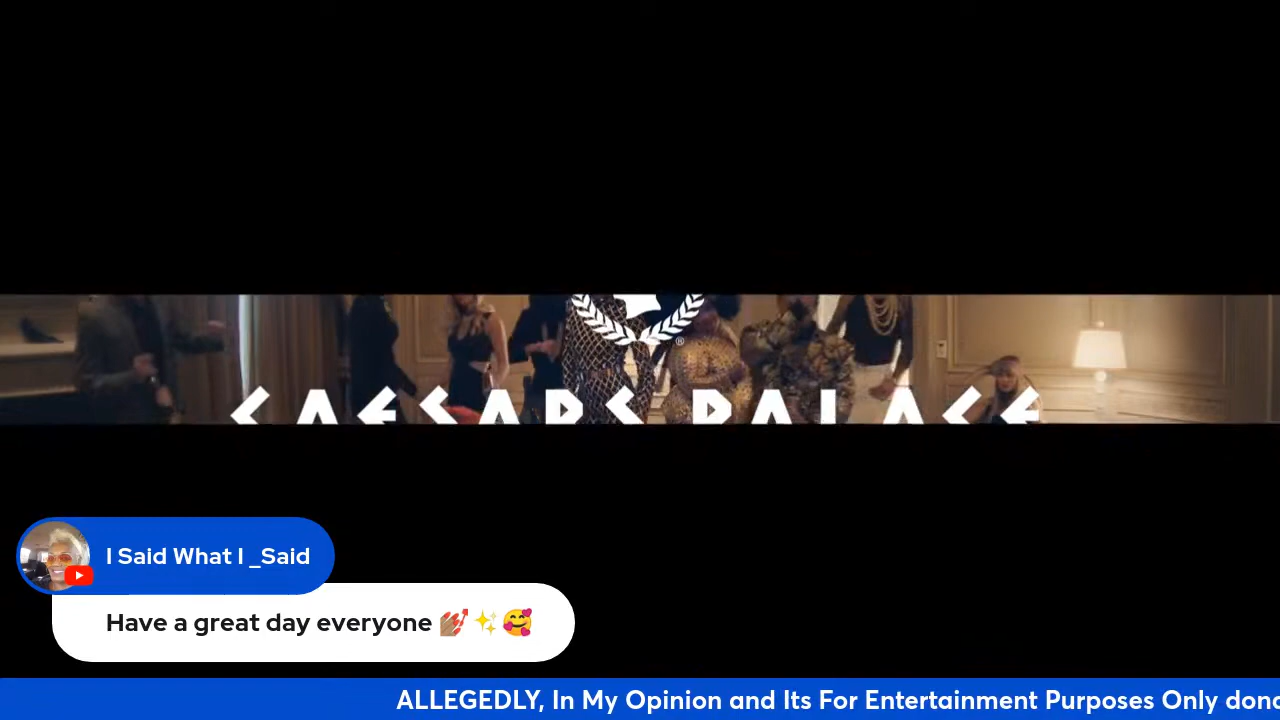 ®
CAESARS PALACE
I Said What I _Said
Have a great day everyone 💅🏽✨🥰
ALLEGEDLY, In My Opinion and Its For Entertainment Purposes Only